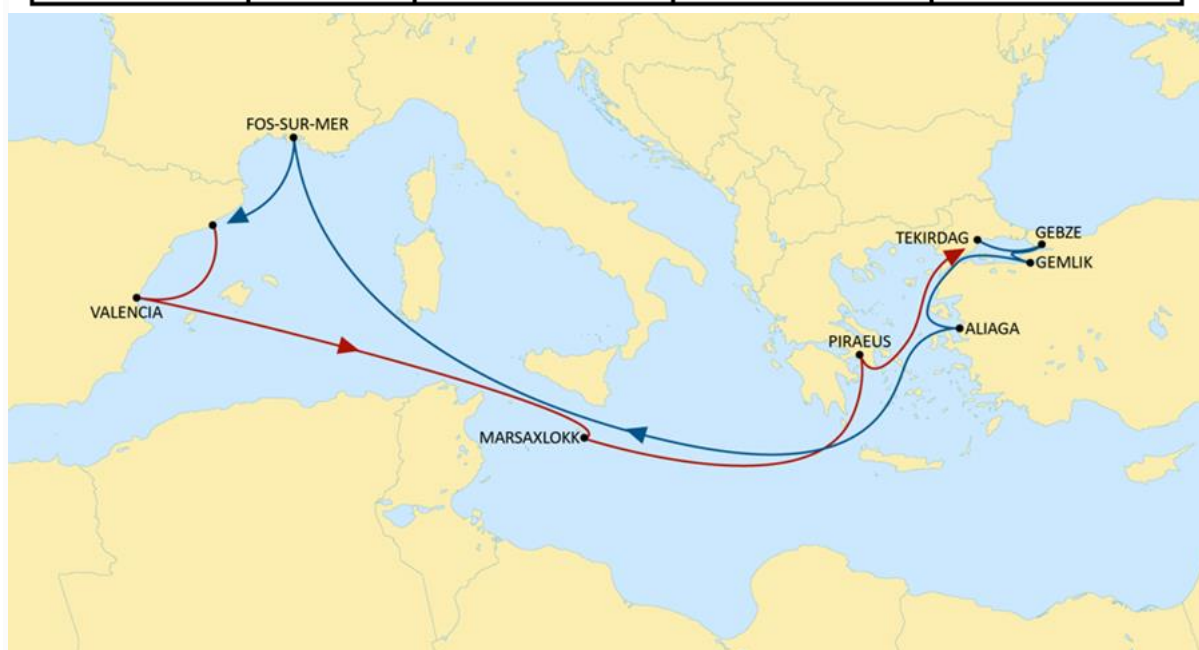 FOS-SUR-MER
TEKIRDAG
GEBZE
GEMLIK
VALENCIA
ALIAGA
PIRAEUS
MARSAXLOKK